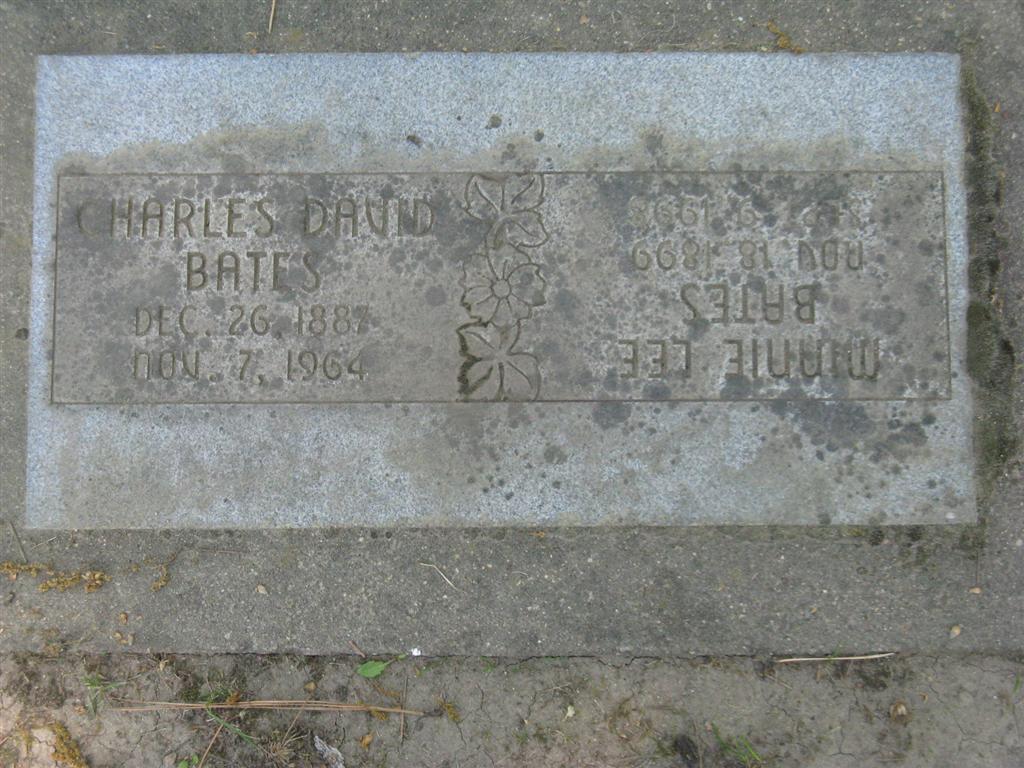 CHARLES DAVID
BATES
DEC. 26, 1887
NOV. 7, 1964
MINNIE LEE
BATES
NOV. 18, 1899
9, 1998